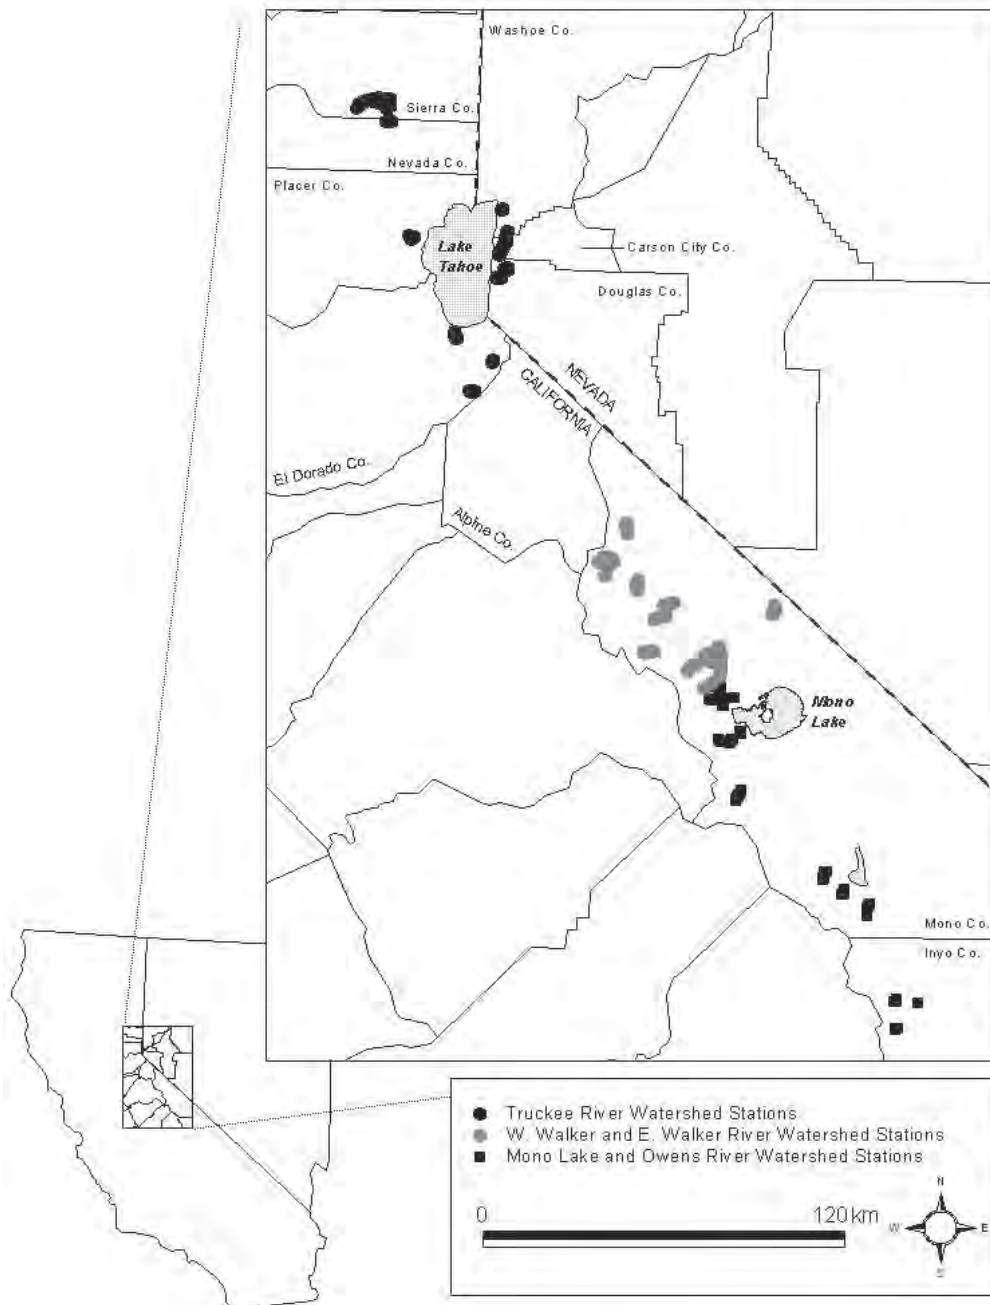 Washoe Co.
Sierra Co.
Nevada Co.
Placer Co.
Lake
Tahoe
Carson City Co.
Douglas Co.
NEVADA
CALIFORNIA
El Dorado Co.
Alpine Co.
Mono
Lake
Mono Co.
Inyo Co.
Truckee River Watershed Stations
W. Walker and E. Walker River Watershed Stations
Mono Lake and Owens River Watershed Stations
0 120 km
N
W E
S